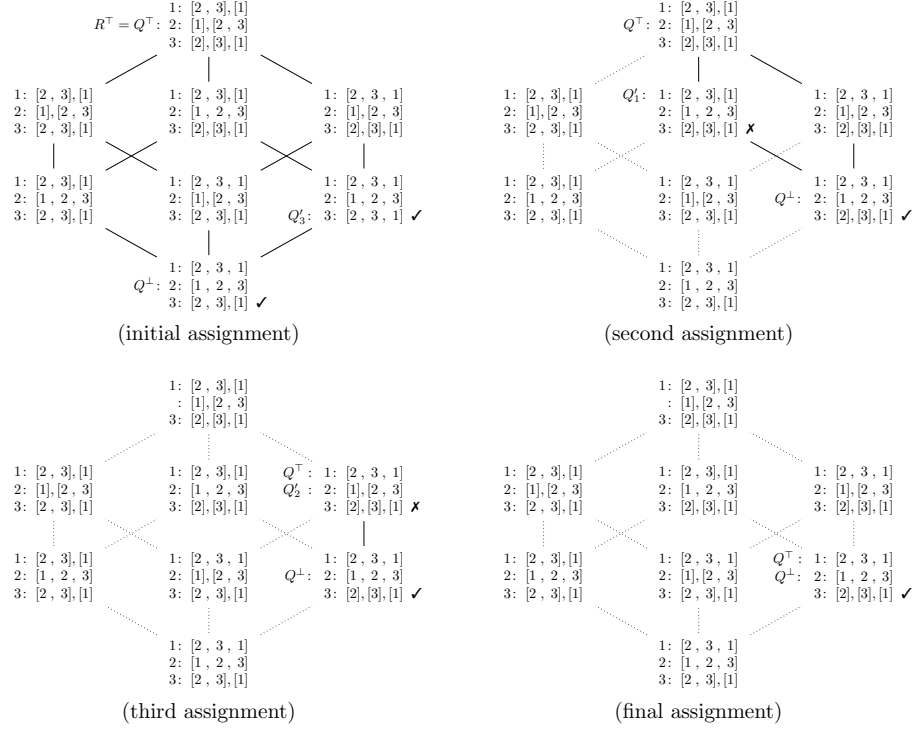 1: [2 , 3],[1]
R⊤ = Q⊤: 2: [1],[2 , 3]
3: [2],[3],[1]
1: [2 , 3],[1]
2: [1],[2 , 3]
3: [2 , 3],[1]
1: [2 , 3],[1]
2: [1 , 2 , 3]
3: [2],[3],[1]
1: [2 , 3 , 1]
2: [1],[2 , 3]
3: [2],[3],[1]
1: [2 , 3],[1]
2: [1 , 2 , 3]
3: [2 , 3],[1]
1: [2 , 3 , 1]
2: [1],[2 , 3]
3: [2 , 3],[1]
1: [2 , 3 , 1]
2: [1 , 2 , 3]
Q′3: 3: [2 , 3 , 1] ✓
1: [2 , 3 , 1]
Q⊥: 2: [1 , 2 , 3]
3: [2 , 3],[1] ✓
(initial assignment)
1: [2 , 3],[1]
Q⊤: 2: [1],[2 , 3]
3: [2],[3],[1]
1: [2 , 3],[1]
2: [1],[2 , 3]
3: [2 , 3],[1]
Q′1: 1: [2 , 3],[1]
2: [1 , 2 , 3]
3: [2],[3],[1] ✗
1: [2 , 3 , 1]
2: [1],[2 , 3]
3: [2],[3],[1]
1: [2 , 3],[1]
2: [1 , 2 , 3]
3: [2 , 3],[1]
1: [2 , 3 , 1]
2: [1],[2 , 3]
3: [2 , 3],[1]
1: [2 , 3 , 1]
Q⊥: 2: [1 , 2 , 3]
3: [2],[3],[1] ✓
1: [2 , 3 , 1]
2: [1 , 2 , 3]
3: [2 , 3],[1]
(second assignment)
1: [2 , 3],[1]
: [1],[2 , 3]
3: [2],[3],[1]
1: [2 , 3],[1]
2: [1],[2 , 3]
3: [2 , 3],[1]
1: [2 , 3],[1]
2: [1 , 2 , 3]
3: [2],[3],[1]
Q⊤: 1: [2 , 3 , 1]
Q′2: 2: [1],[2 , 3]
3: [2],[3],[1] ✗
1: [2 , 3],[1]
2: [1 , 2 , 3]
3: [2 , 3],[1]
1: [2 , 3 , 1]
2: [1],[2 , 3]
3: [2 , 3],[1]
1: [2 , 3 , 1]
Q⊥: 2: [1 , 2 , 3]
3: [2],[3],[1] ✓
1: [2 , 3 , 1]
2: [1 , 2 , 3]
3: [2 , 3],[1]
(third assignment)
1: [2 , 3],[1]
: [1],[2 , 3]
3: [2],[3],[1]
1: [2 , 3],[1]
2: [1],[2 , 3]
3: [2 , 3],[1]
1: [2 , 3],[1]
2: [1 , 2 , 3]
3: [2],[3],[1]
1: [2 , 3 , 1]
2: [1],[2 , 3]
3: [2],[3],[1]
1: [2 , 3],[1]
2: [1 , 2 , 3]
3: [2 , 3],[1]
1: [2 , 3 , 1]
2: [1],[2 , 3]
3: [2 , 3],[1]
Q⊤: 1: [2 , 3 , 1]
Q⊥: 2: [1 , 2 , 3]
3: [2],[3],[1] ✓
1: [2 , 3 , 1]
2: [1 , 2 , 3]
3: [2 , 3],[1]
(final assignment)